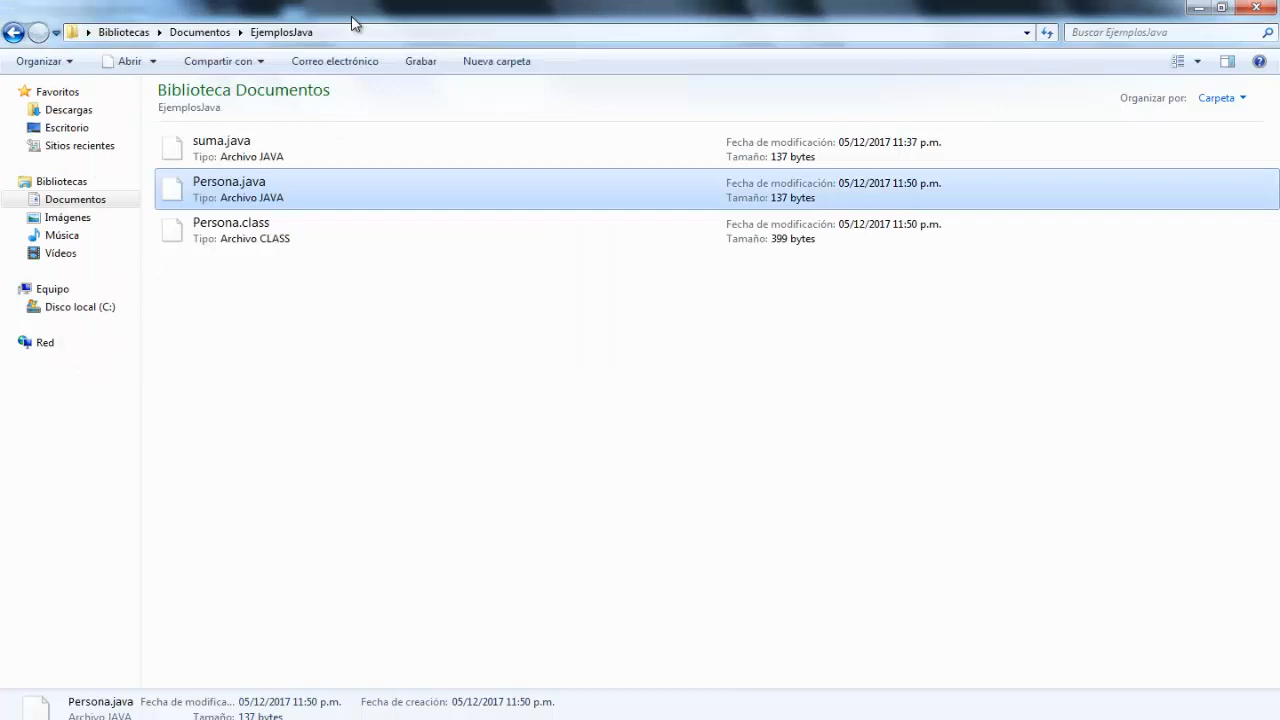 Bibliotecas Documentos EjemplosJava Buscar EjemplosJava
Organizar Abrir Compartir con Correo electrónico Grabar Nueva carpeta
Favoritos
Descargas
Escritorio
Sitios recientes
Bibliotecas
Documentos
Imágenes
Música
Vídeos
Equipo
Disco local (C:)
Red
Biblioteca Documentos
EjemplosJava
Organizar por: Carpeta
suma.java Fecha de modificación: 05/12/2017 11:37 p.m.
Tipo: Archivo JAVA Tamaño: 137 bytes
Persona.java Fecha de modificación: 05/12/2017 11:50 p.m.
Tipo: Archivo JAVA Tamaño: 137 bytes
Persona.class Fecha de modificación: 05/12/2017 11:50 p.m.
Tipo: Archivo CLASS Tamaño: 399 bytes
Persona.java Fecha de modifica... 05/12/2017 11:50 p.m. Fecha de creación: 05/12/2017 11:50 p.m.
Archivo JAVA Tamaño: 137 bytes